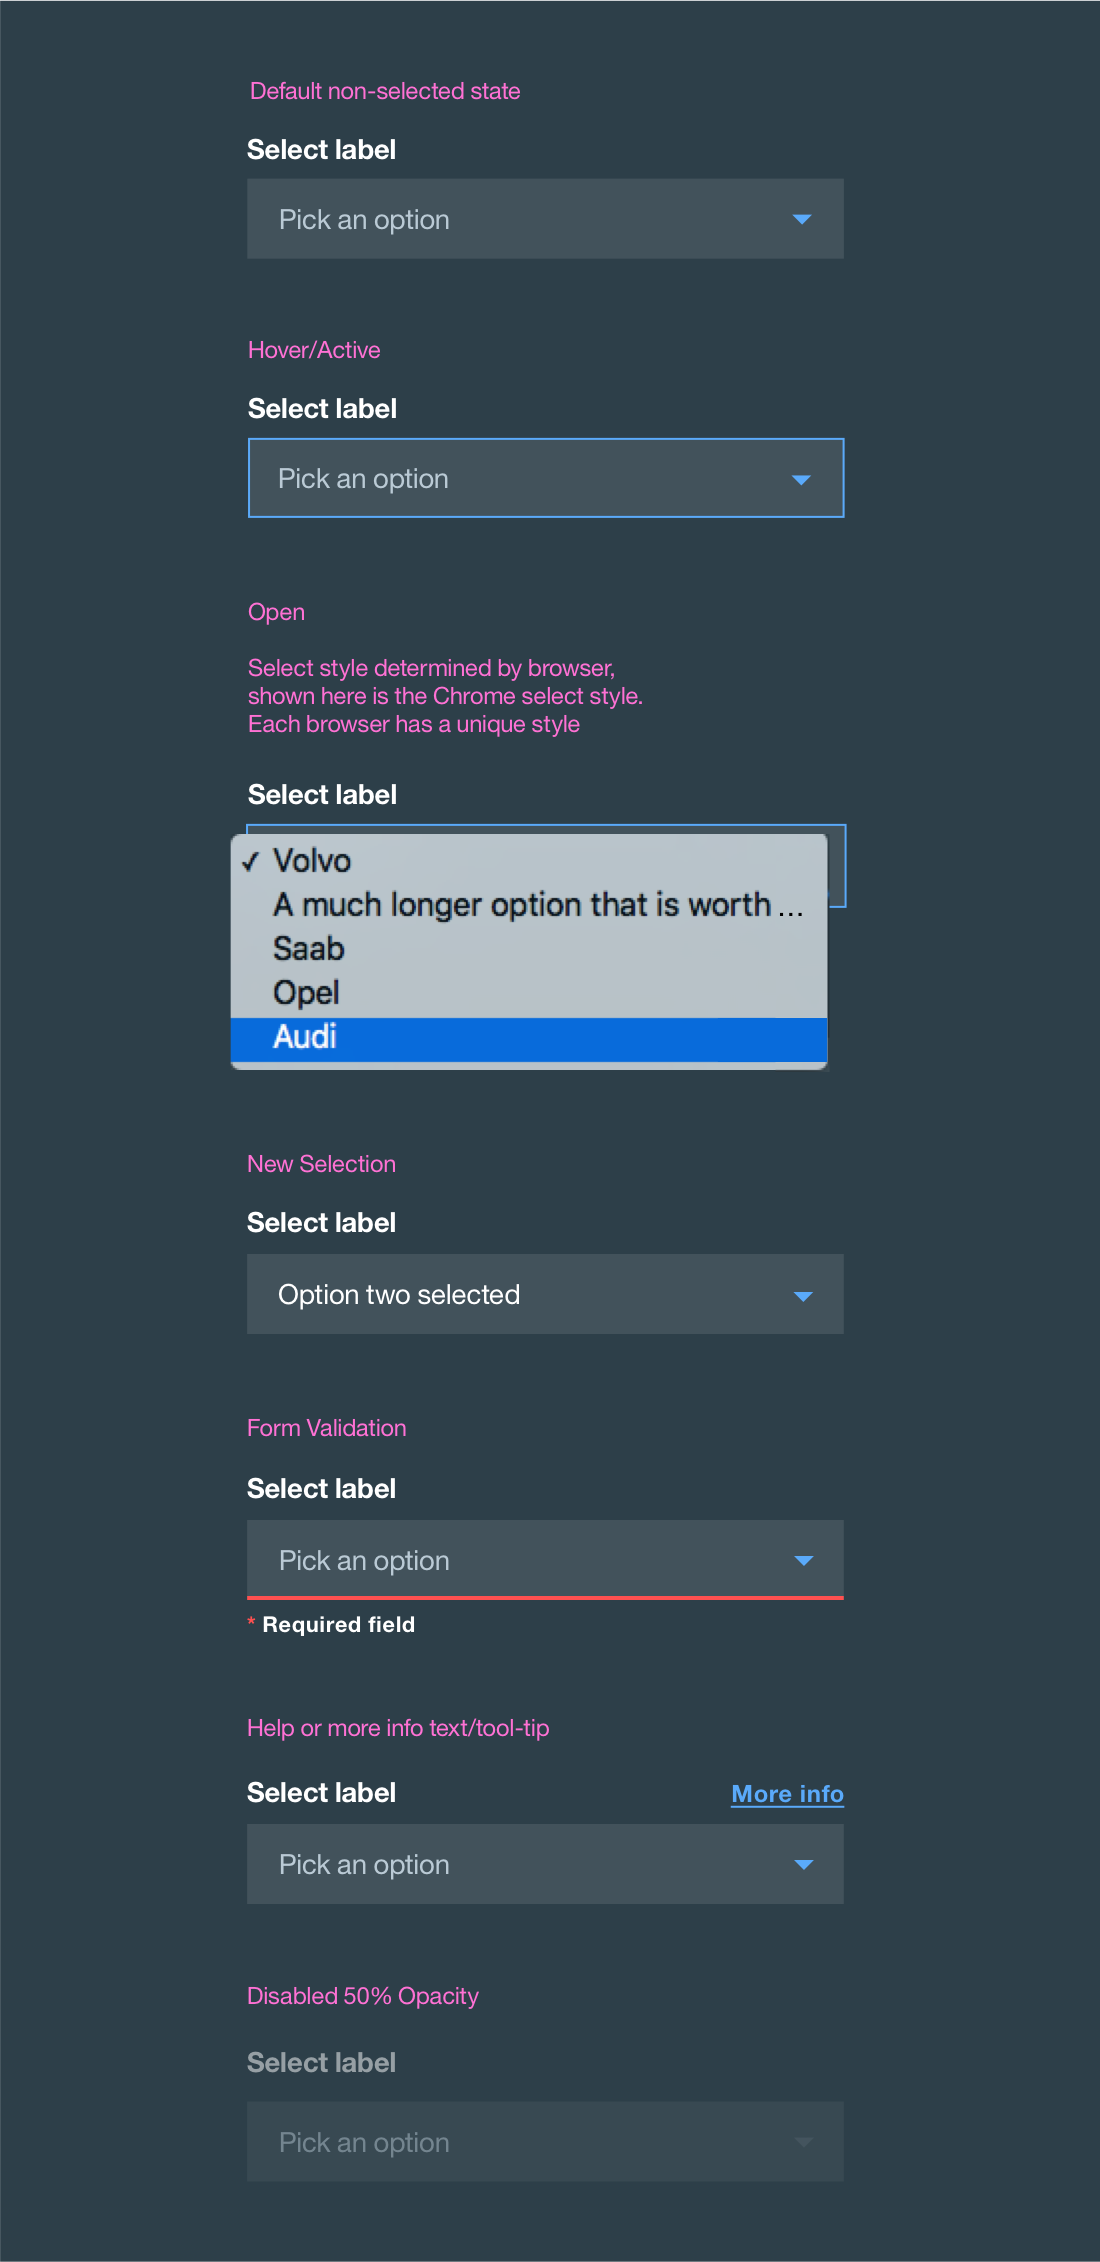 Default non-selected state
Select label
Pick an option
Hover/Active
Select label
Pick an option
Open
Select style determined by browser,
shown here is the Chrome select style.
Each browser has a unique style
Select label
✓ Volvo
A much longer option that is worth ...
Saab
Opel
Audi
New Selection
Select label
Option two selected
Form Validation
Select label
Pick an option
* Required field
Help or more info text/tool-tip
Select label More info
Pick an option
Disabled 50% Opacity
Select label
Pick an option